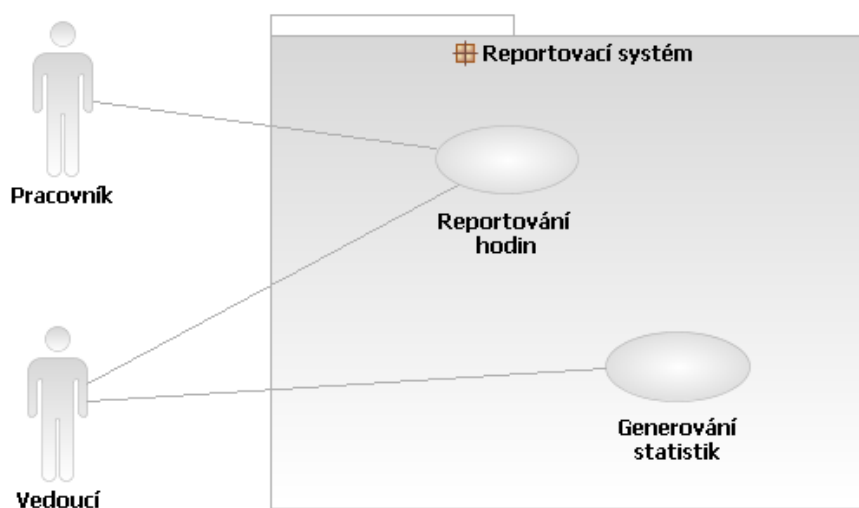 Reportovací systém
Pracovník
Reportování
hodin
Generování
statistik
Vedoucí